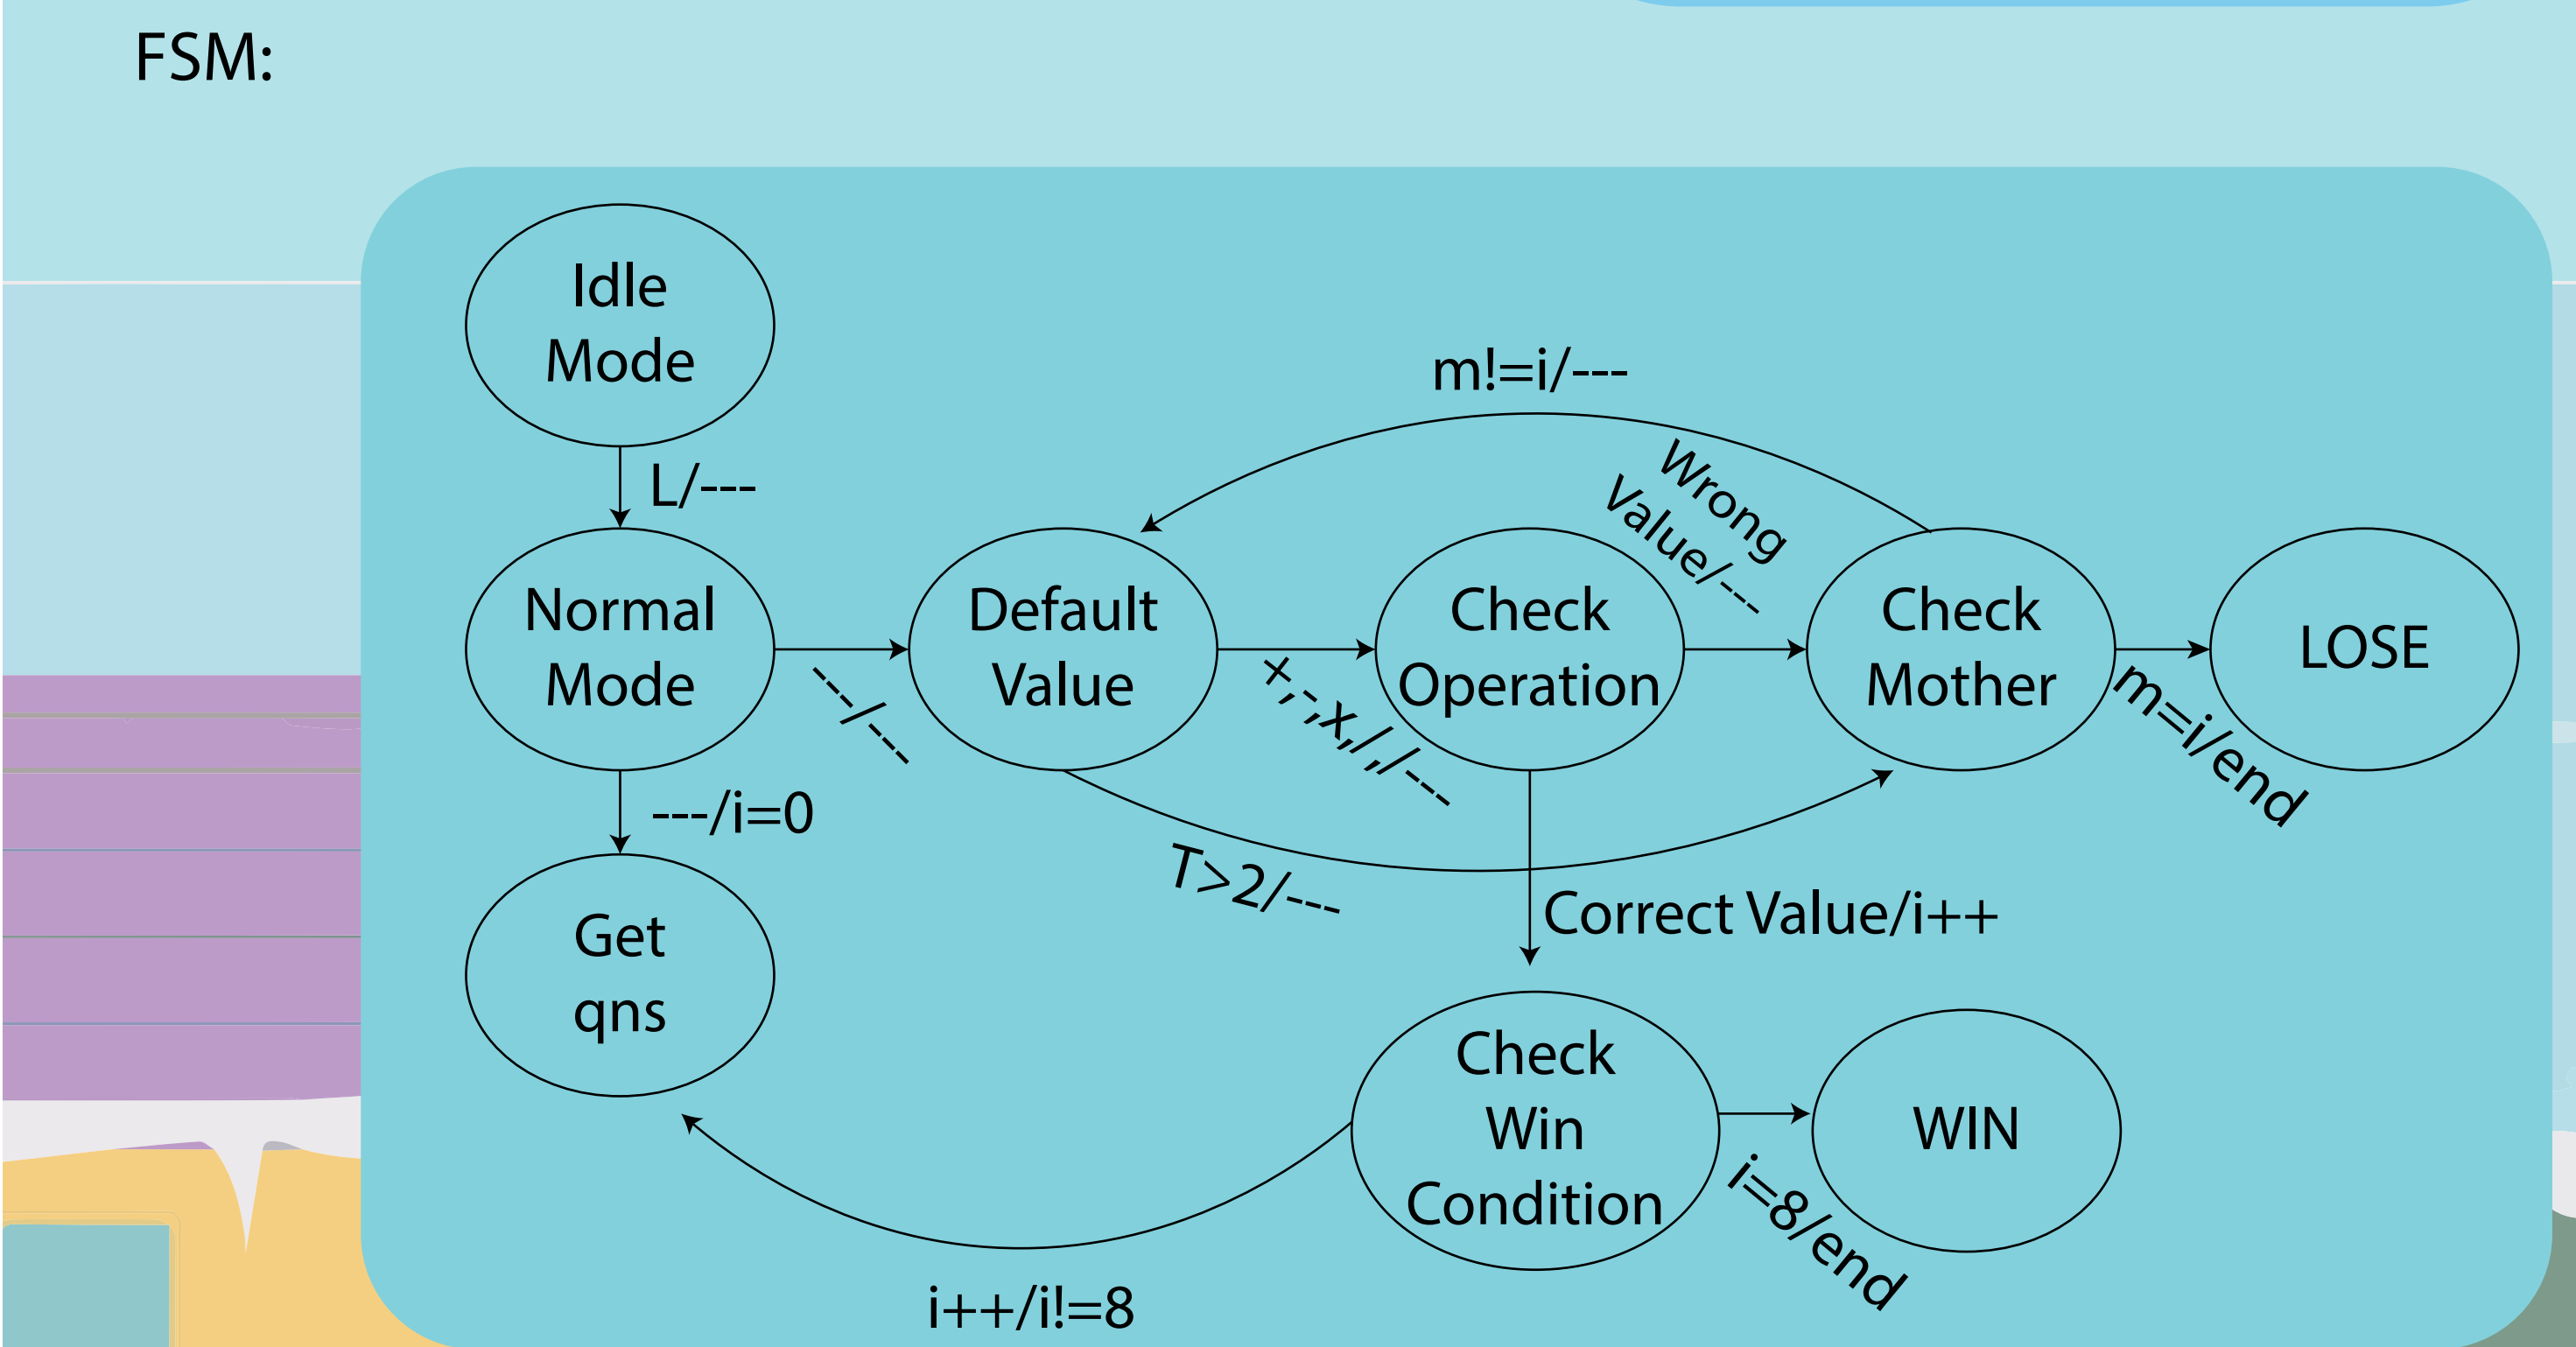 FSM:
Idle
Mode
L/---
m!=i/---
Wrong
Value/---
Normal
Mode
---/---
Default
Value
+,-,x,/,/---
Check
Operation
Check
Mother
m=i/end
LOSE
---/i=0
T>2/---
Correct Value/i++
Get
qns
Check
Win
Condition
i=8/end
WIN
i++/i!=8